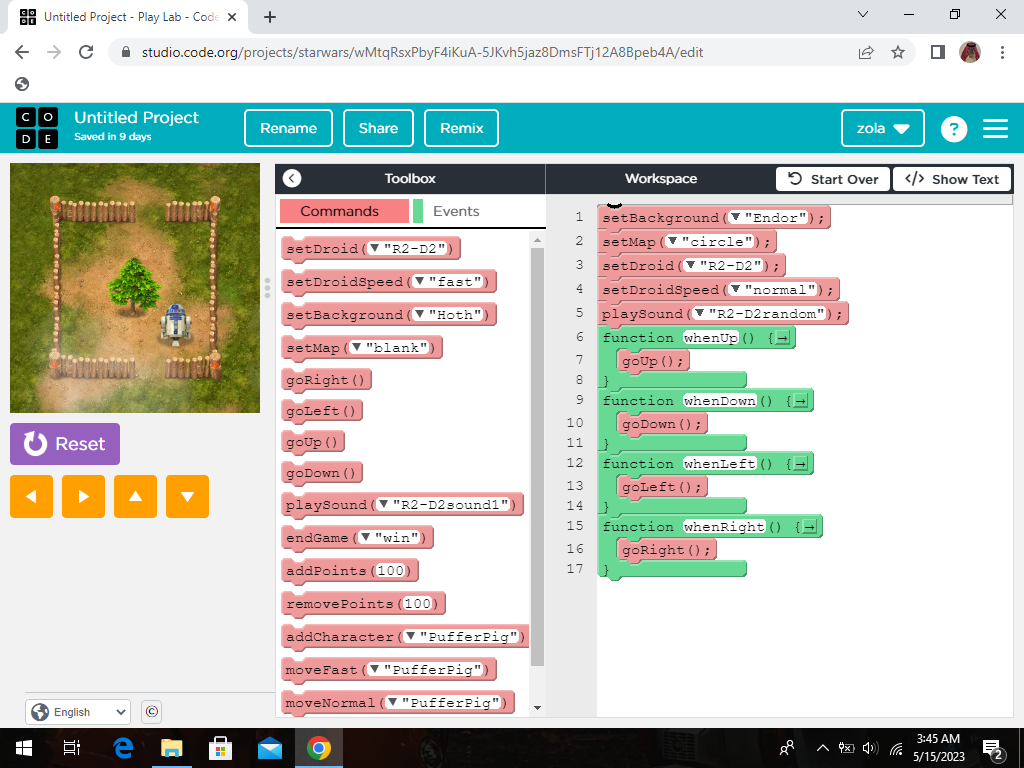 Untitled Project - Play Lab - Code
studio.code.org/projects/starwars/wMtqRsxPbyF4iKuA-5JKvh5jaz8DmsFTj12A8Bpeb4A/edit
C O
D E
Untitled Project
Saved in 9 days
Rename
Share
Remix
zola
?
Toolbox
Workspace
Start Over
</> Show Text
Commands
Events
setDroid(▼"R2-D2")
setDroidSpeed(▼"fast")
setBackground(▼"Hoth")
setMap(▼"blank")
goRight()
goLeft()
goUp()
goDown()
playSound(▼"R2-D2sound1")
endGame(▼"win")
addPoints(100)
removePoints(100)
addCharacter(▼"PufferPig")
moveFast(▼"PufferPig")
moveNormal(▼"PufferPig")
1 setBackground(▼"Endor");
2 setMap(▼"circle");
3 setDroid(▼"R2-D2");
4 setDroidSpeed(▼"normal");
5 playSound(▼"R2-D2random");
6 function whenUp() {→
7 goUp();
8 }
9 function whenDown() {→
10 goDown();
11 }
12 function whenLeft() {→
13 goLeft();
14 }
15 function whenRight() {→
16 goRight();
17 }
Reset
English
©
3:45 AM
5/15/2023
2